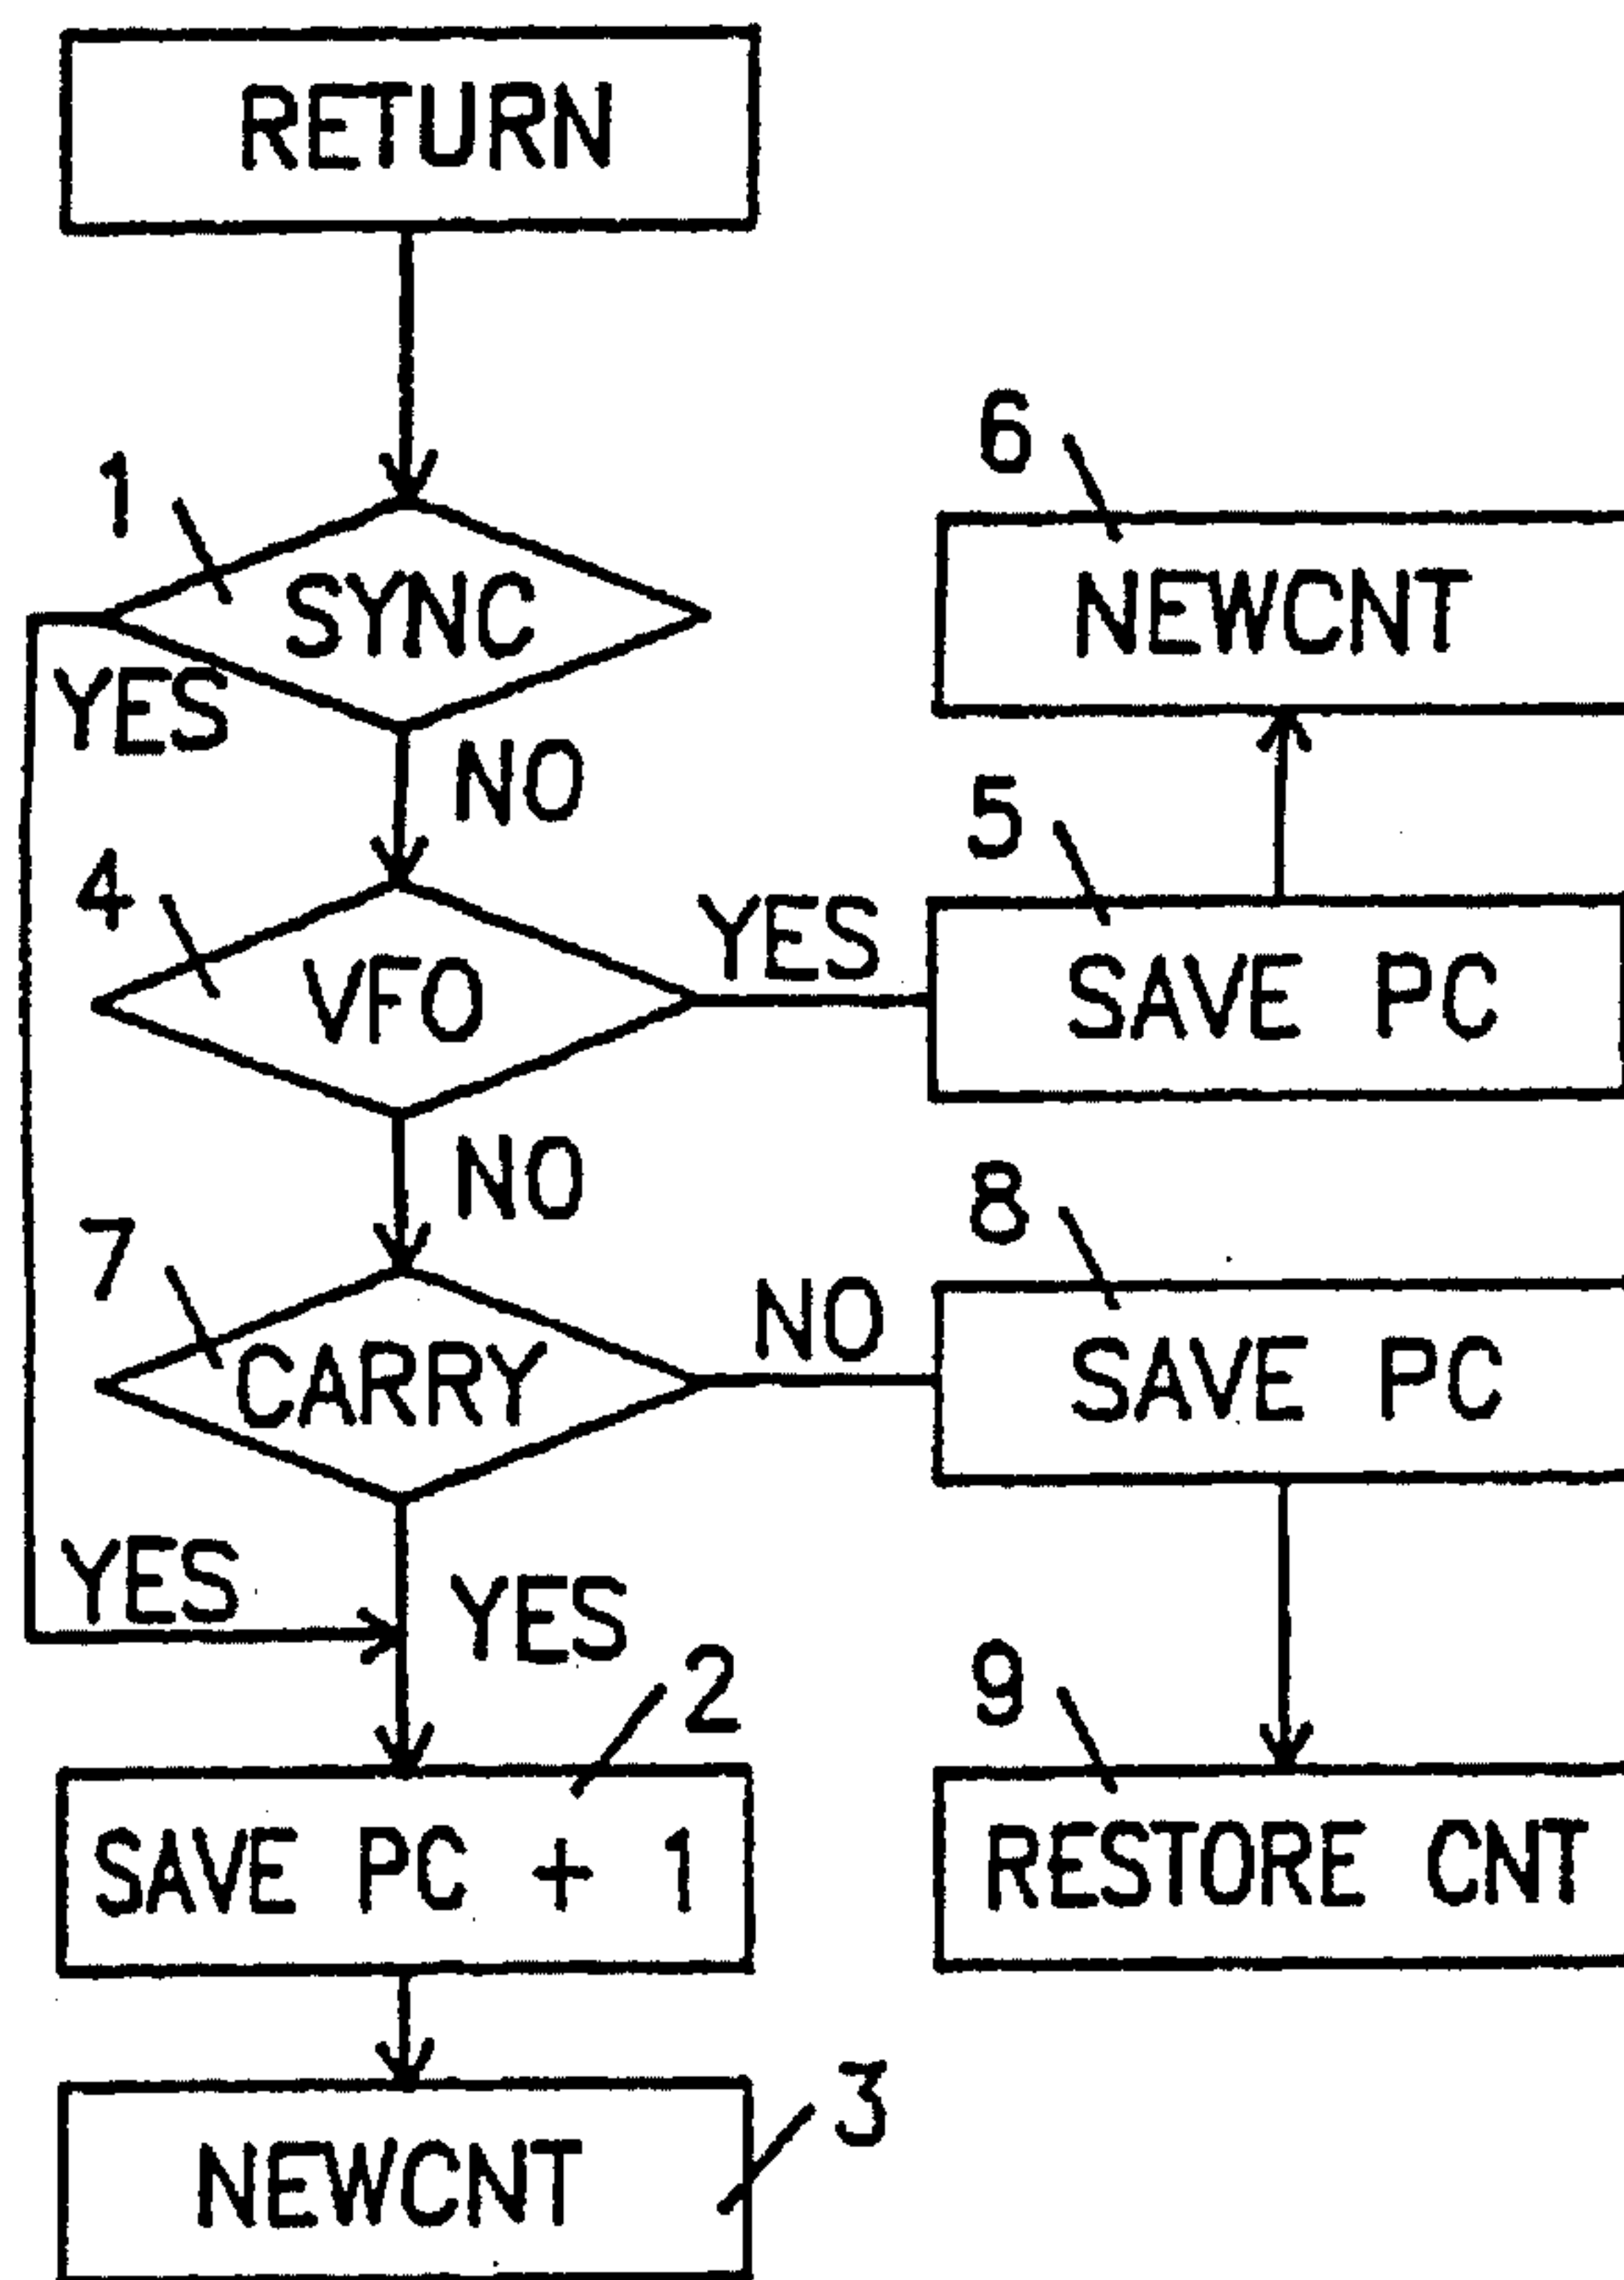 RETURN
6
1
NEWCNT
SYNC
YES
NO
5
4
YES
SAVE PC
VFO
NO
8
7
NO
SAVE PC
CARRY
YES
YES
2
9
SAVE PC + 1
RESTORE CNT
3
NEWCNT